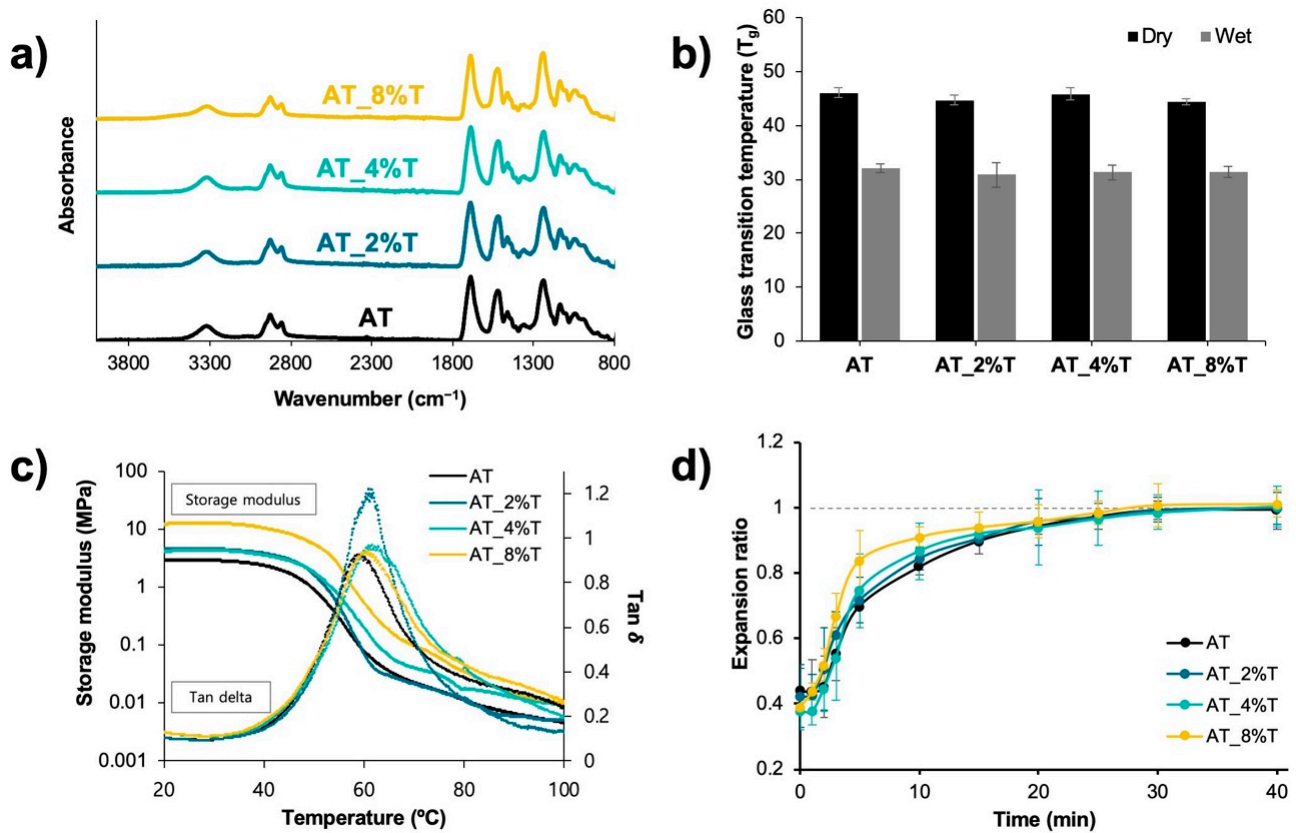 a)
Absorbance
AT_8%T
AT_4%T
AT_2%T
AT
3800 3300 2800 2300 1800 1300 800
Wavenumber (cm⁻¹)
b)
Glass transition temperature (Tg)
60
50
40
30
20
10
0
Dry Wet
AT AT_2%T AT_4%T AT_8%T
c)
Storage modulus (MPa)
100
10
1
0.1
0.01
0.001
Storage modulus
Tan delta
AT
AT_2%T
AT_4%T
AT_8%T
1.2
1
0.8
0.6
0.4
0.2
0
Tan δ
20 40 60 80 100
Temperature (ºC)
d)
Expansion ratio
1.2
1
0.8
0.6
0.4
0.2
AT
AT_2%T
AT_4%T
AT_8%T
0 10 20 30 40
Time (min)